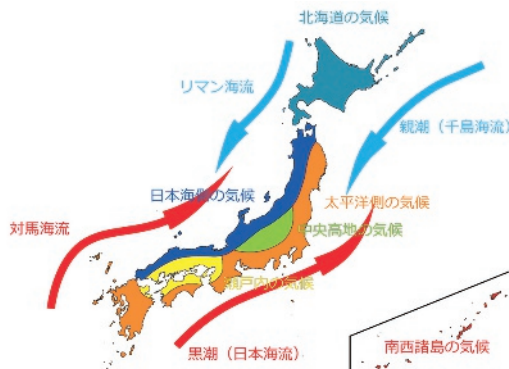 北海道の気候
リマン海流
親潮（千島海流）
日本海側の気候
太平洋側の気候
対馬海流
中央高地の気候
瀬戸内の気候
黒潮（日本海流）
南西諸島の気候